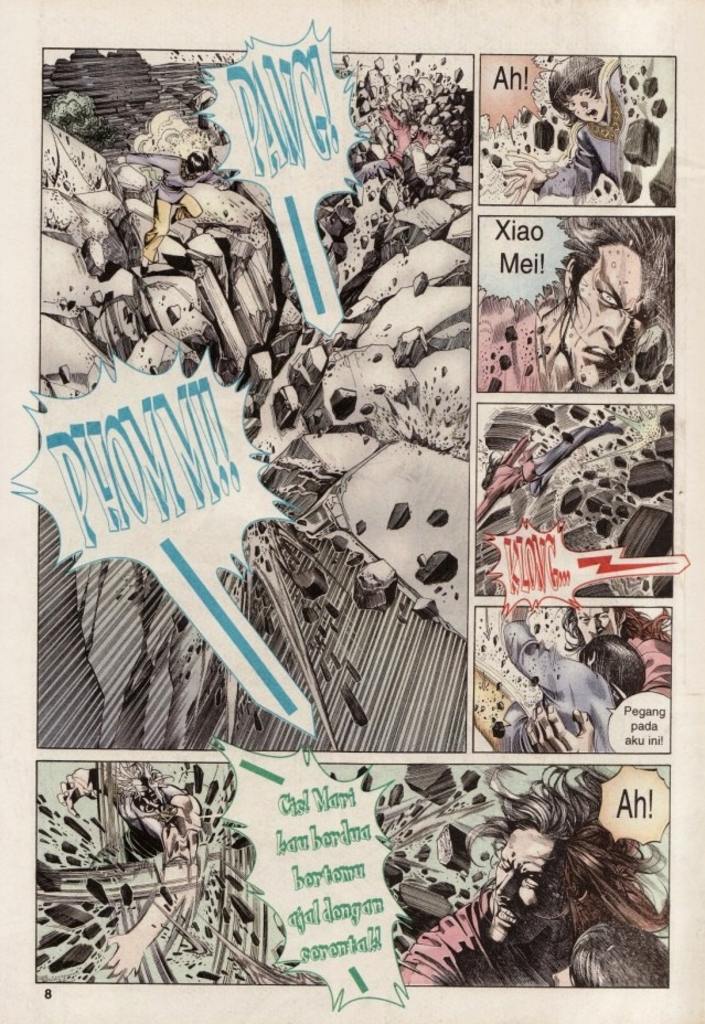 PANG!
Ah!
Xiao
Mei!
PHOMM!!
KLONG...
Pegang
pada
aku ini!
Cis! Mari
kau berdua
bertemu
ajal dengan
serentak!
Ah!
8